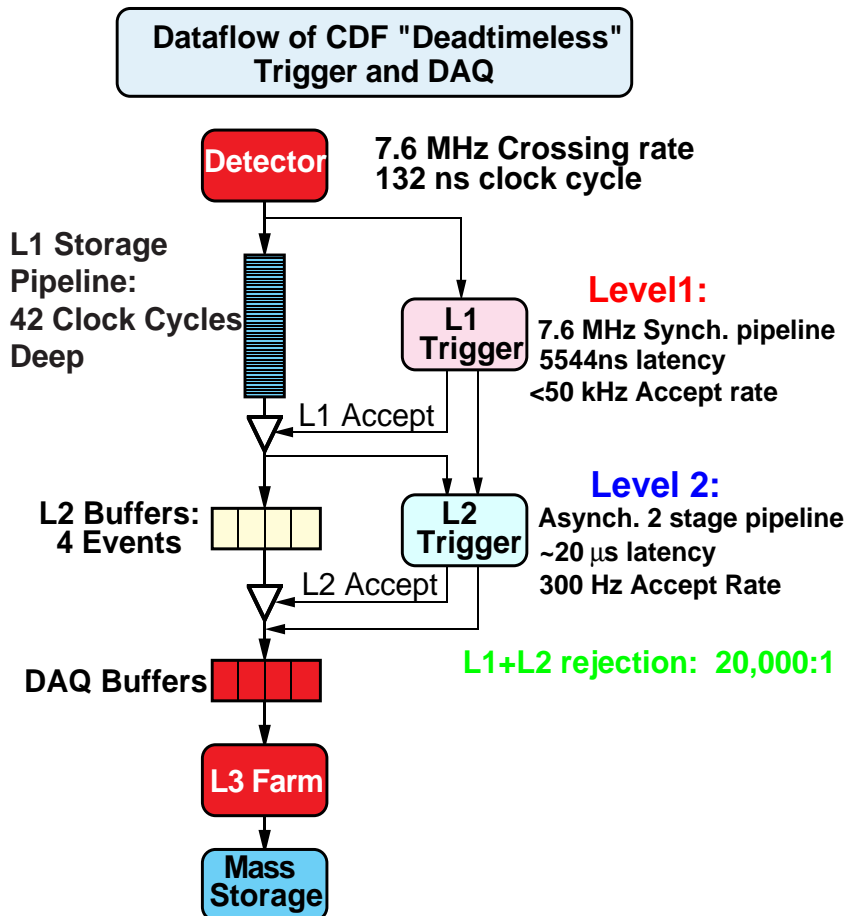 Dataflow of CDF "Deadtimeless"
Trigger and DAQ
Detector
7.6 MHz Crossing rate
132 ns clock cycle
L1 Storage
Pipeline:
42 Clock Cycles
Deep
L1
Trigger
Level1:
7.6 MHz Synch. pipeline
5544ns latency
<50 kHz Accept rate
L1 Accept
L2 Buffers:
4 Events
L2
Trigger
Level 2:
Asynch. 2 stage pipeline
~20 μs latency
300 Hz Accept Rate
L2 Accept
L1+L2 rejection: 20,000:1
DAQ Buffers
L3 Farm
Mass
Storage